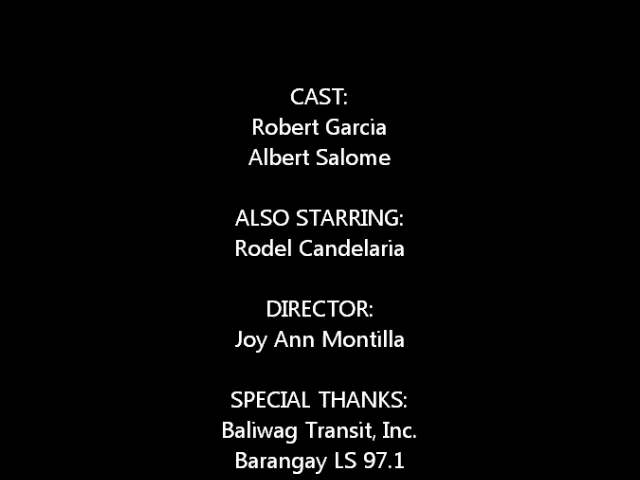 CAST:
Robert Garcia
Albert Salome
ALSO STARRING:
Rodel Candelaria
DIRECTOR:
Joy Ann Montilla
SPECIAL THANKS:
Baliwag Transit, Inc.
Barangay LS 97.1